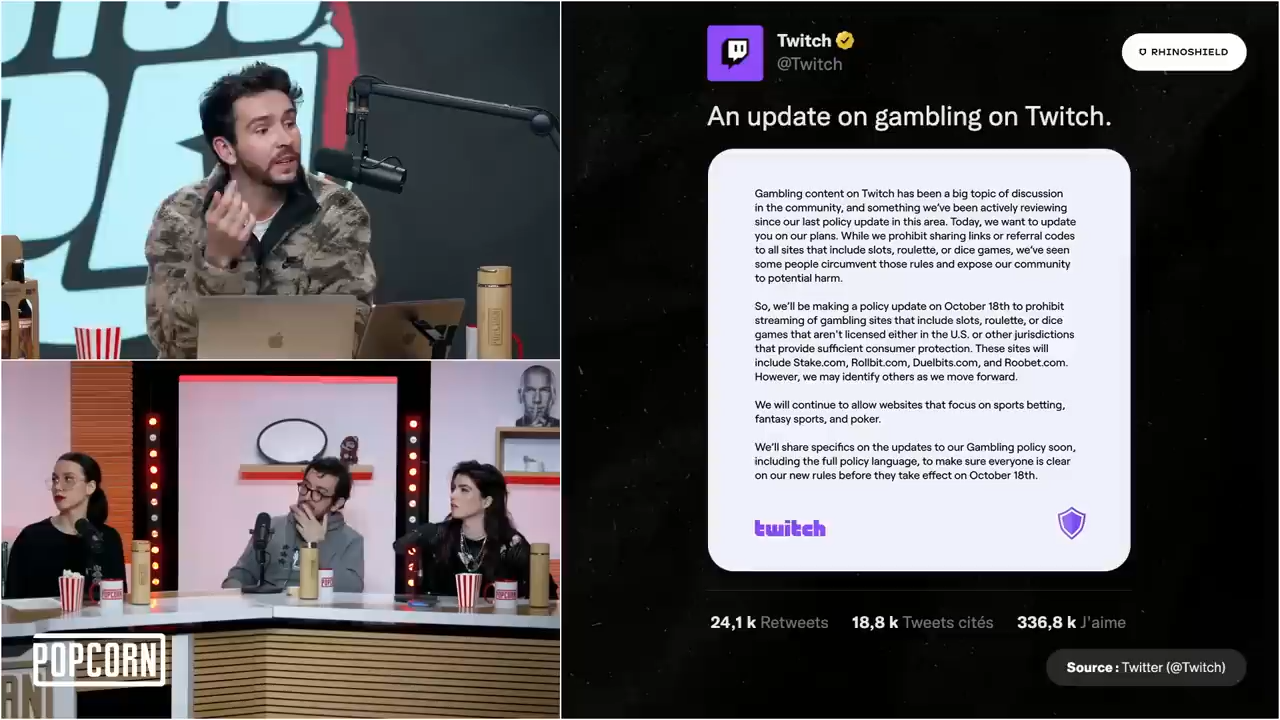 Twitch
@Twitch
RHINOSHIELD
An update on gambling on Twitch.
Gambling content on Twitch has been a big topic of discussion
in the community, and something we've been actively reviewing
since our last policy update in this area. Today, we want to update
you on our plans. While we prohibit sharing links or referral codes
to all sites that include slots, roulette, or dice games, we've seen
some people circumvent those rules and expose our community
to potential harm.
So, we'll be making a policy update on October 18th to prohibit
streaming of gambling sites that include slots, roulette, or dice
games that aren't licensed either in the U.S. or other jurisdictions
that provide sufficient consumer protection. These sites will
include Stake.com, Rollbit.com, Duelbits.com, and Roobet.com.
However, we may identify others as we move forward.
We will continue to allow websites that focus on sports betting,
fantasy sports, and poker.
We'll share specifics on the updates to our Gambling policy soon,
including the full policy language, to make sure everyone is clear
on our new rules before they take effect on October 18th.
twitch
24,1 k Retweets 18,8 k Tweets cités 336,8 k J'aime
Source : Twitter (@Twitch)
POPCORN